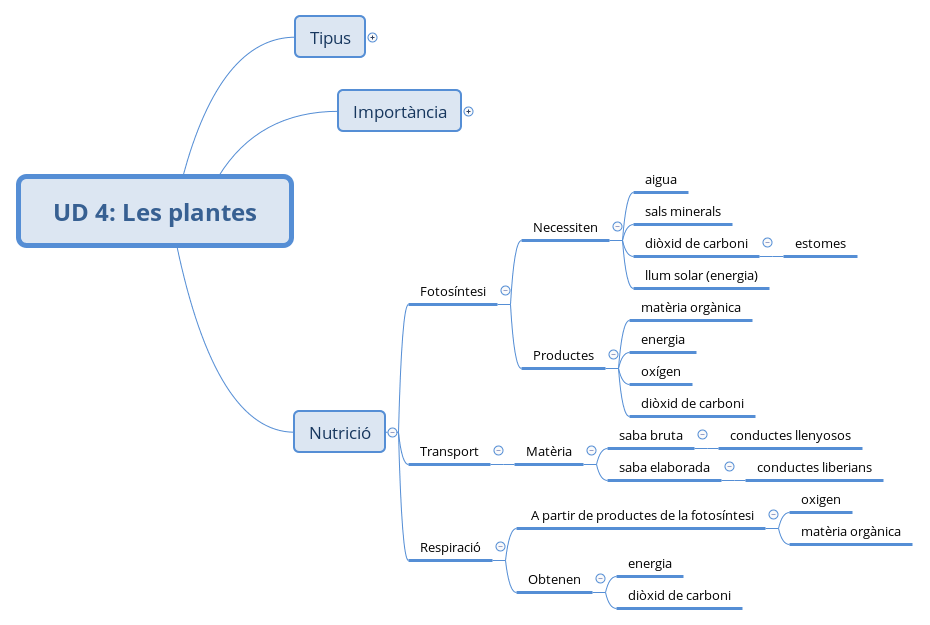 Tipus
Importància
UD 4: Les plantes
Nutrició
Fotosíntesi
Necessiten
aigua
sals minerals
diòxid de carboni
estomes
llum solar (energia)
Productes
matèria orgànica
energia
oxígen
diòxid de carboni
Transport
Matèria
saba bruta
conductes llenyosos
saba elaborada
conductes liberians
Respiració
A partir de productes de la fotosíntesi
oxigen
matèria orgànica
Obtenen
energia
diòxid de carboni